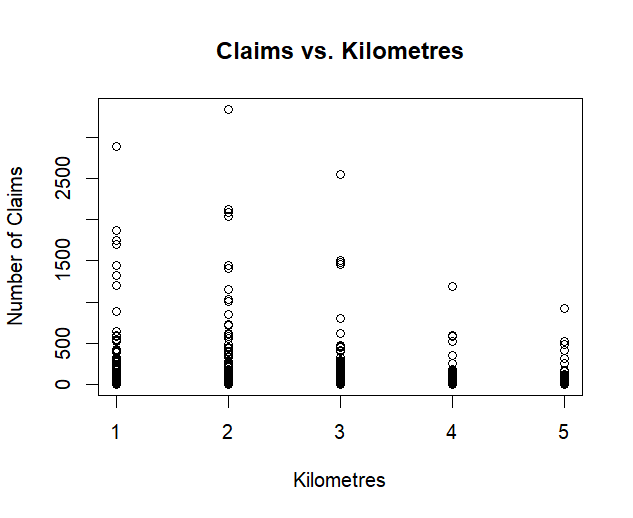 Claims vs. Kilometres
Number of Claims
2500
1500
500
0
1 2 3 4 5
Kilometres